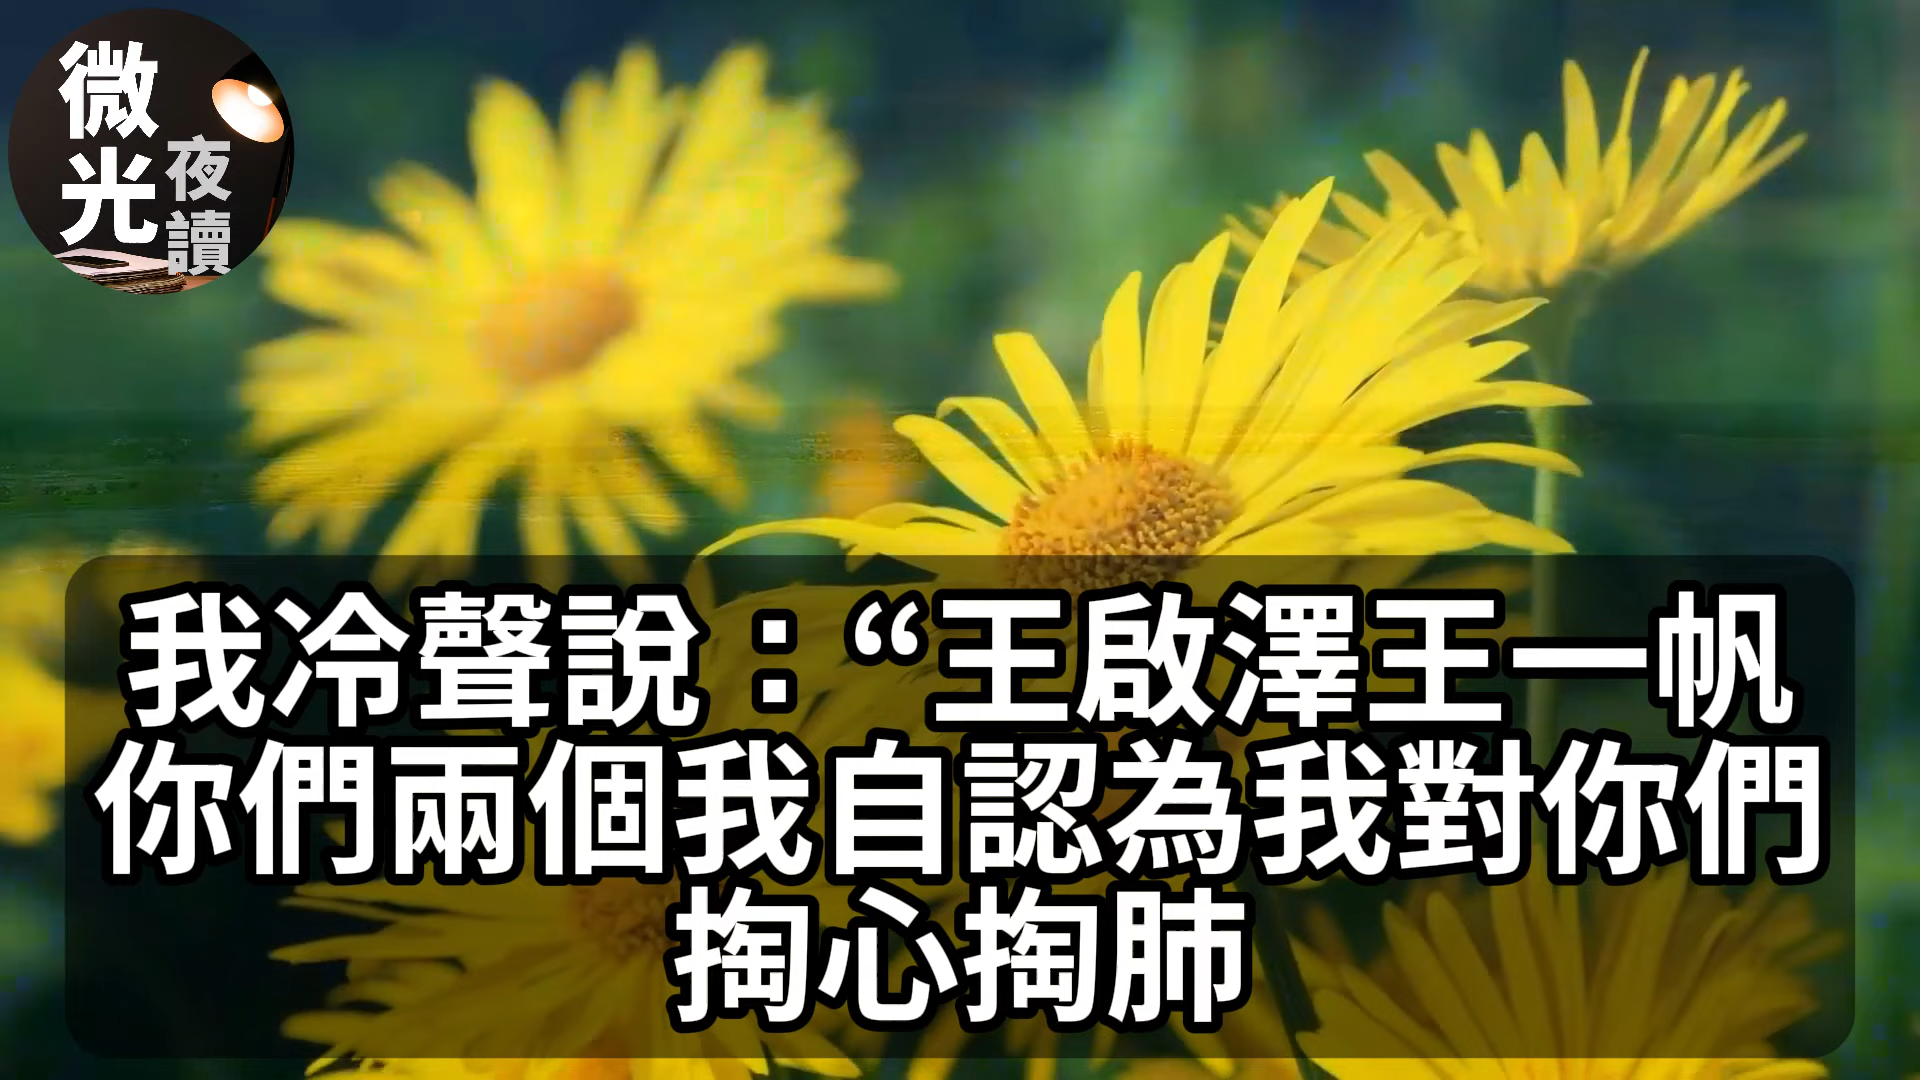 微光
夜讀
我冷聲說：“王啟澤王一帆
你們兩個我自認為我對你們
掏心掏肺